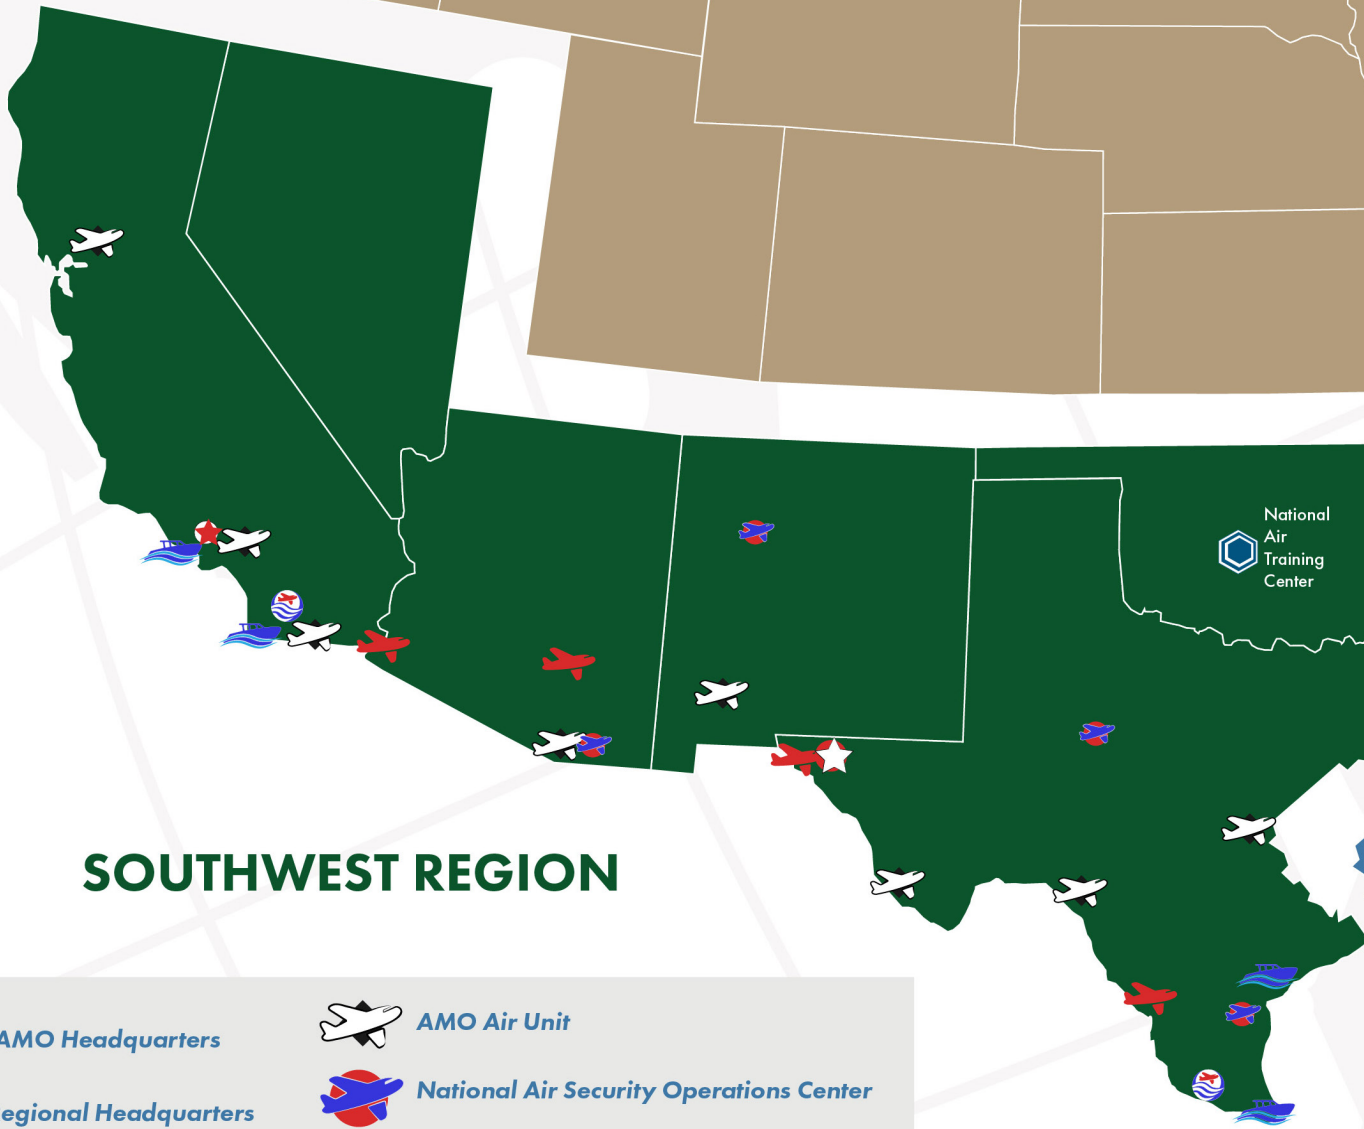 National
Air
Training
Center
SOUTHWEST REGION
AMO Headquarters
AMO Air Unit
National Air Security Operations Center
egional Headquarters